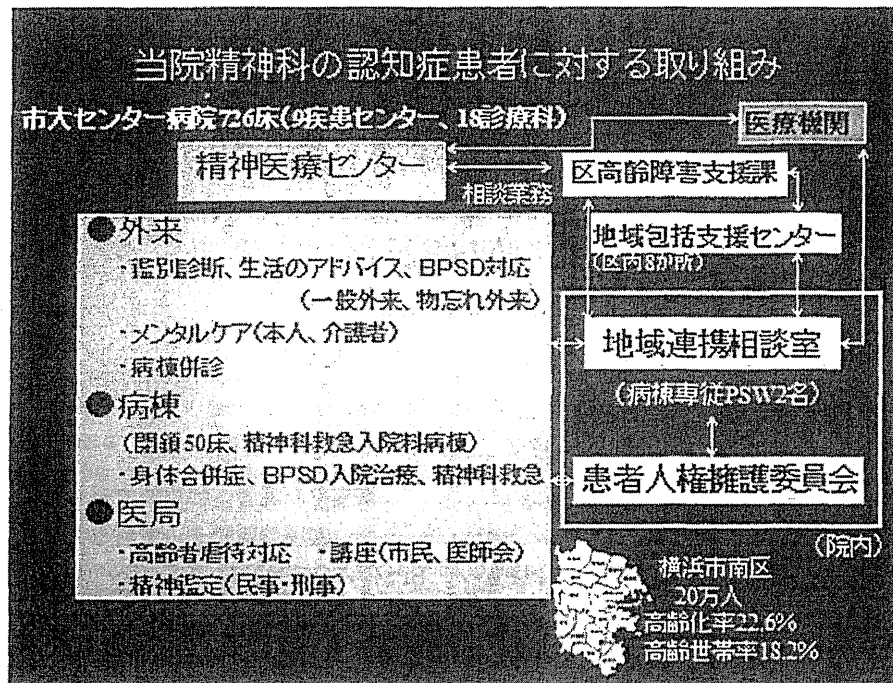 当院精神科の認知症患者に対する取り組み
市大センター病院726床(9疾患センター、18診療科)
医療機関
精神医療センター
相談業務
区高齢障害支援課
地域包括支援センター
(区内8か所)
●外来
・鑑別診断、生活のアドバイス、BPSD対応
(一般外来、物忘れ外来)
・メンタルケア(本人、介護者)
・病棟併診
●病棟
(閉鎖50床、精神科救急入院科病棟)
・身体合併症、BPSD入院治療、精神科救急
●医局
・高齢者虐待対応 ・講座(市民、医師会)
・精神鑑定(民事・刑事)
地域連携相談室
(病棟専従PSW2名)
患者人権擁護委員会
(院内)
横浜市南区
20万人
高齢化率22.6%
高齢世帯率18.2%